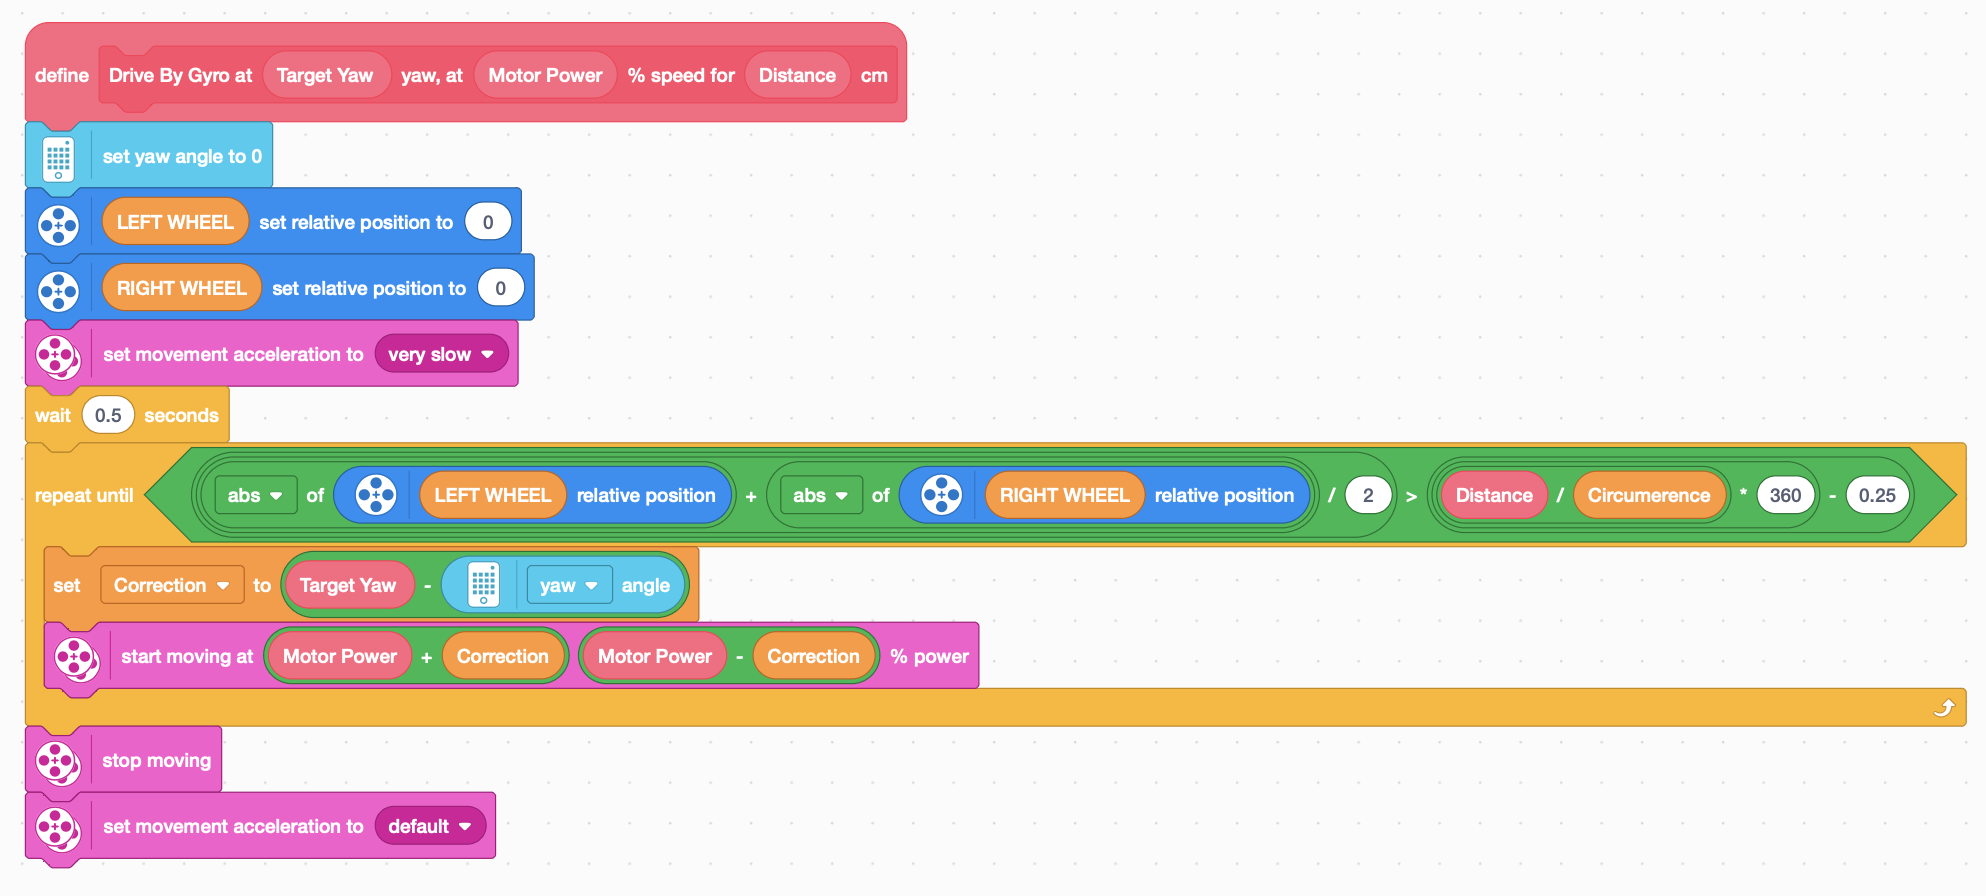 define Drive By Gyro at Target Yaw yaw, at Motor Power % speed for Distance cm
set yaw angle to 0
LEFT WHEEL set relative position to 0
RIGHT WHEEL set relative position to 0
set movement acceleration to very slow
wait 0.5 seconds
repeat until abs of LEFT WHEEL relative position + abs of RIGHT WHEEL relative position / 2 > Distance / Circumerence * 360 - 0.25
set Correction to Target Yaw - yaw angle
start moving at Motor Power + Correction Motor Power - Correction % power
stop moving
set movement acceleration to default